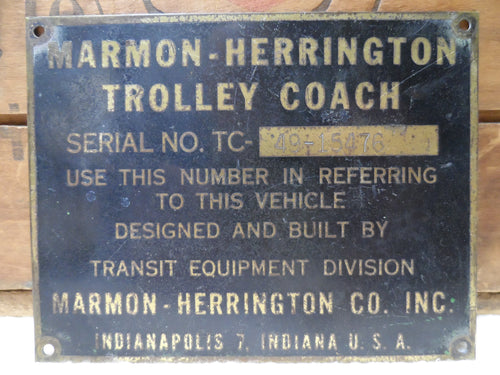 MARMON-HERRINGTON
TROLLEY COACH
SERIAL NO. TC-
USE THIS NUMBER IN REFERRING
TO THIS VEHICLE
DESIGNED AND BUILT BY
TRANSIT EQUIPMENT DIVISION
MARMON-HERRINGTON CO. INC.
INDIANAPOLIS 7, INDIANA U. S. A.